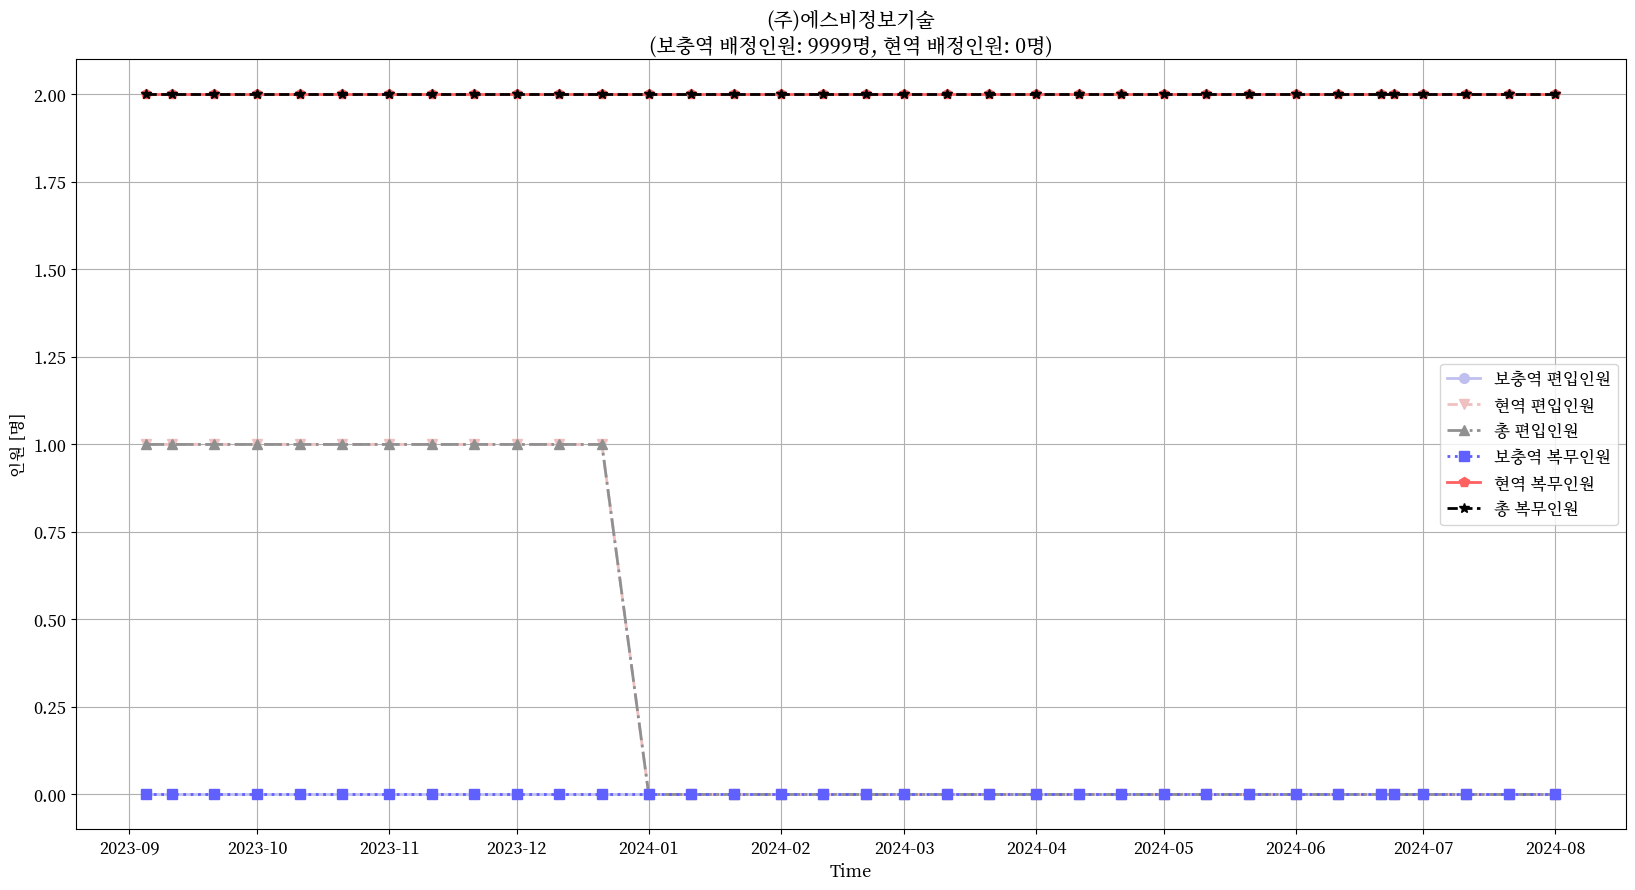 (주)에스비정보기술
(보충역 배정인원: 9999명, 현역 배정인원: 0명)
인원 [명]
2.00
1.75
1.50
1.25
1.00
0.75
0.50
0.25
0.00
보충역 편입인원
현역 편입인원
총 편입인원
보충역 복무인원
현역 복무인원
총 복무인원
2023-09 2023-10 2023-11 2023-12 2024-01 2024-02 2024-03 2024-04 2024-05 2024-06 2024-07 2024-08
Time